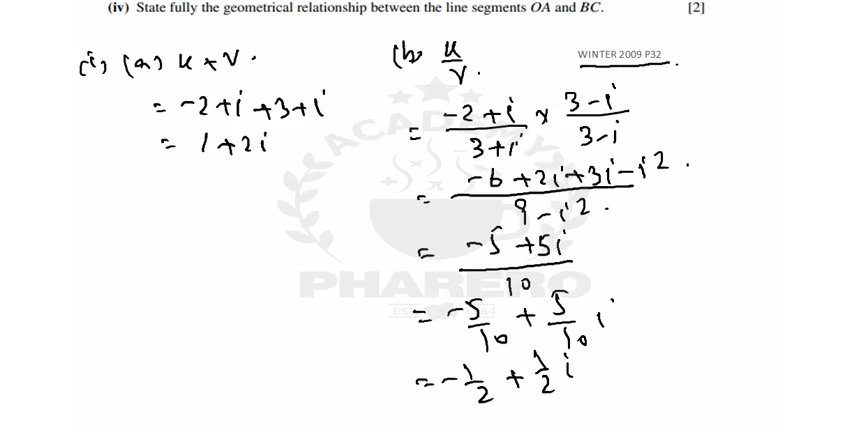 (iv) State fully the geometrical relationship between the line segments OA and BC. [2]
WINTER 2009 P32
(i) (a) u + v.
= -2+i+3+i
= 1+2i
(b) u/v.
= (-2+i)/(3+i) × (3-i)/(3-i)
= (-6+2i+3i-i²)/(9-i²).
= (-5+5i)/10
= -5/10 + 5/10 i
= -1/2 + 1/2 i
ACADEMY
PHARERO